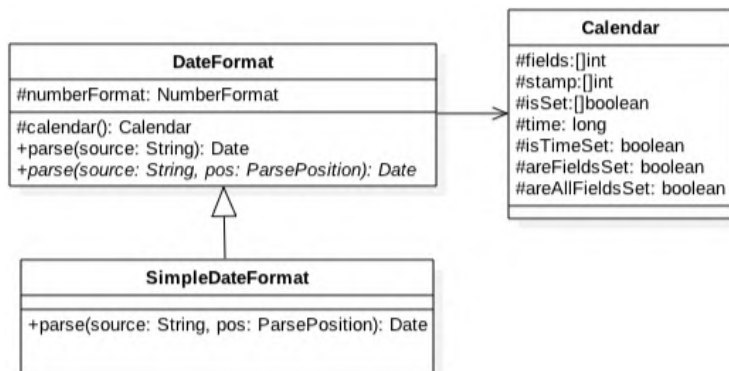 DateFormat
#numberFormat: NumberFormat
#calendar(): Calendar
+parse(source: String): Date
+parse(source: String, pos: ParsePosition): Date
Calendar
#fields:[]int
#stamp:[]int
#isSet:[]boolean
#time: long
#isTimeSet: boolean
#areFieldsSet: boolean
#areAllFieldsSet: boolean
SimpleDateFormat
+parse(source: String, pos: ParsePosition): Date